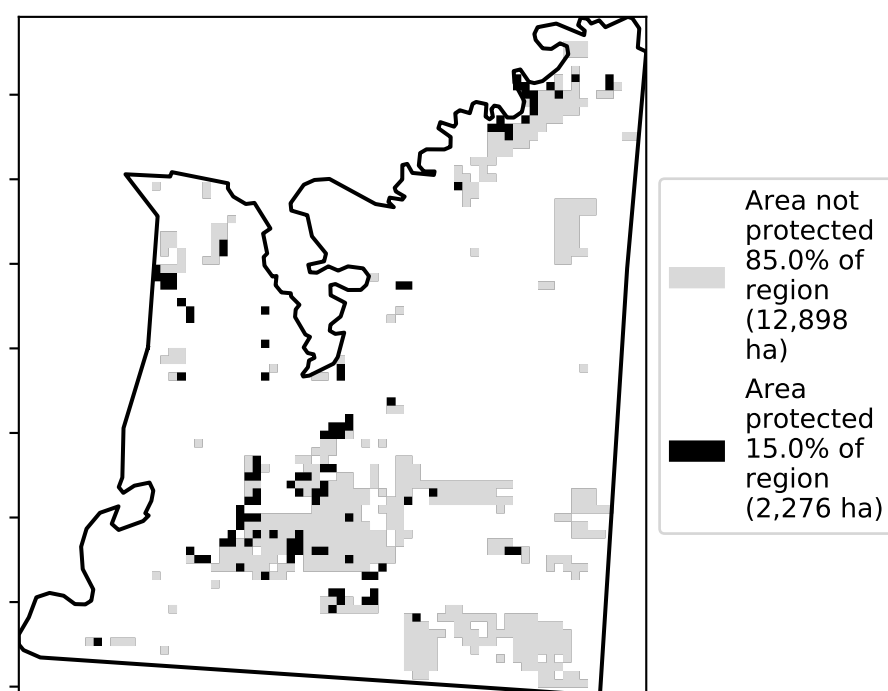 Area not
protected
85.0% of
region
(12,898
ha)
Area
protected
15.0% of
region
(2,276 ha)